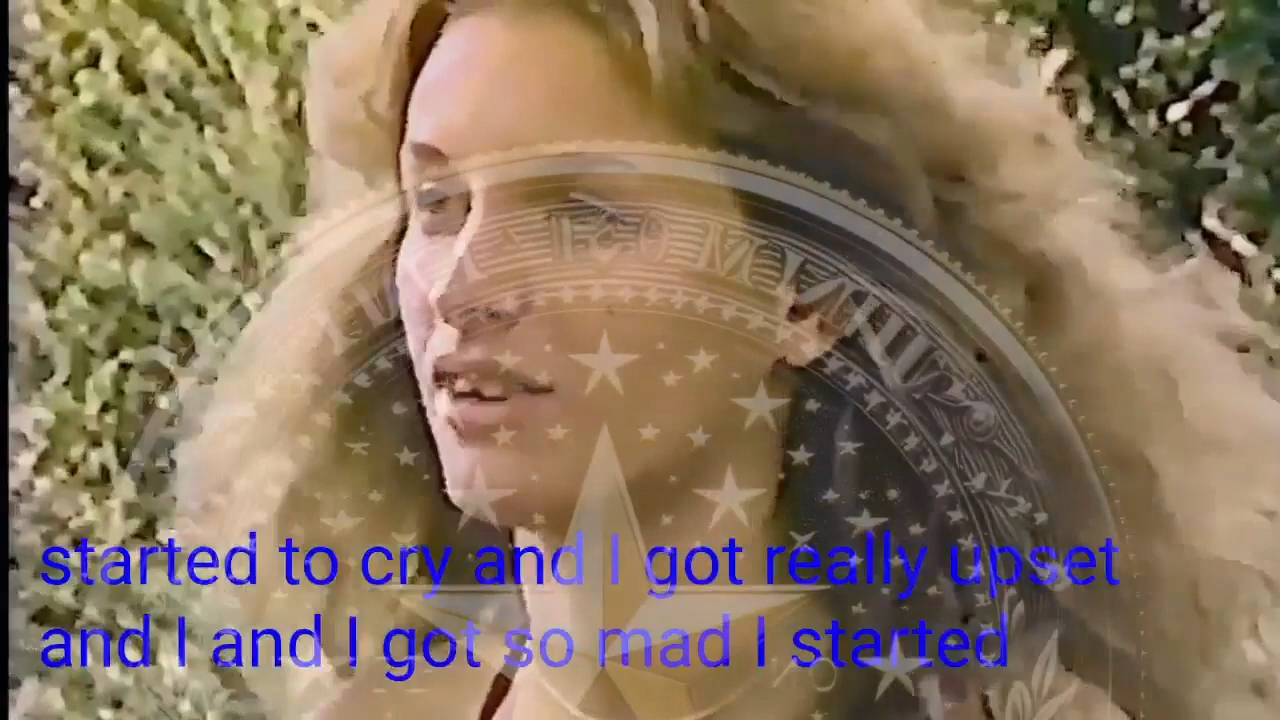 started to cry and I got really upset
and I and I got so mad I started